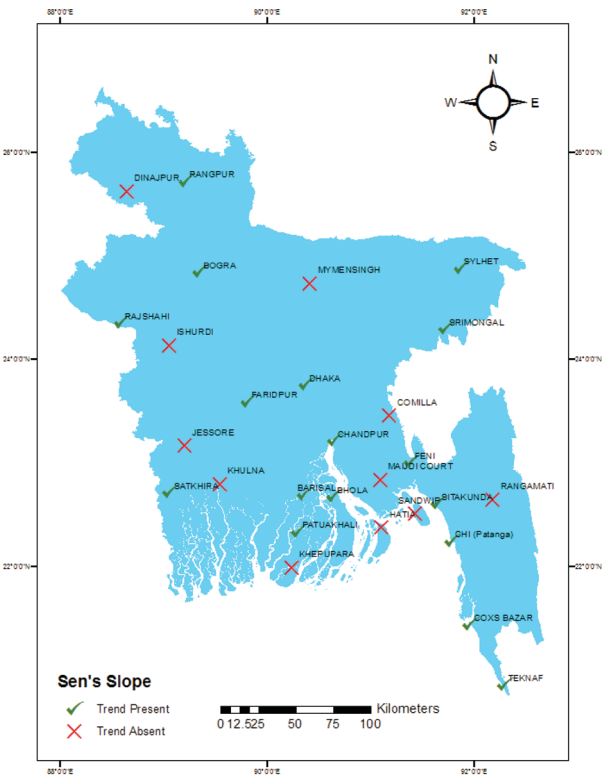 88°0'0"E 90°0'0"E 92°0'0"E
N
W E
S
26°0'0"N 26°0'0"N
DINAJPUR RANGPUR
BOGRA
MYMENSINGH
SYLHET
RAJSHAHI
SRIMONGAL
ISHURDI
24°0'0"N 24°0'0"N
DHAKA
FARIDPUR
COMILLA
JESSORE
CHANDPUR
FENI
MAUDI COURT
KHULNA
SATKHIRA
BARISAL
BHOLA
RANGAMATI
SANDWIP
SITAKUNDA
HATIA
PATUAKHALI
CHI (Patanga)
KHEPUPARA
22°0'0"N 22°0'0"N
COXS BAZAR
TEKNAF
Sen's Slope
Trend Present
Trend Absent
Kilometers
0 12.525 50 75 100
88°0'0"E 90°0'0"E 92°0'0"E